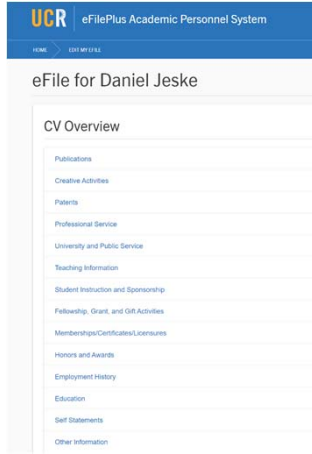 UCR eFilePlus Academic Personnel System
HOME EDIT MY EFILE
eFile for Daniel Jeske
CV Overview
Publications
Creative Activities
Patents
Professional Service
University and Public Service
Teaching Information
Student Instruction and Sponsorship
Fellowship, Grant, and Gift Activities
Memberships/Certificates/Licensures
Honors and Awards
Employment History
Education
Self Statements
Other Information